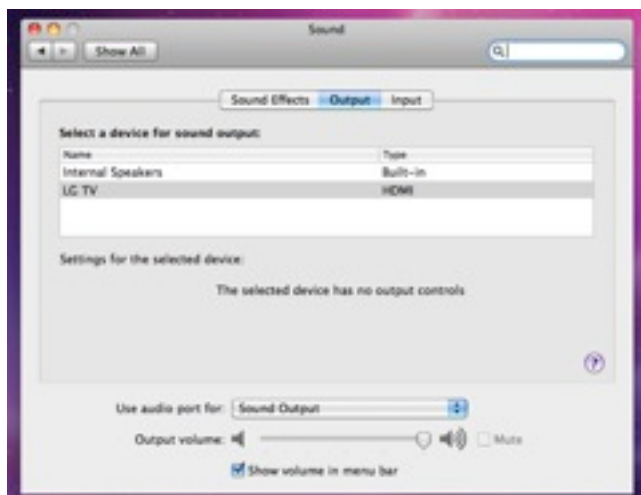 Sound
Show All
Sound Effects Output Input
Select a device for sound output:
Name Type
Internal Speakers Built-in
LG TV HDMI
Settings for the selected device:
The selected device has no output controls
?
Use audio port for: Sound Output
Output volume: Mute
Show volume in menu bar